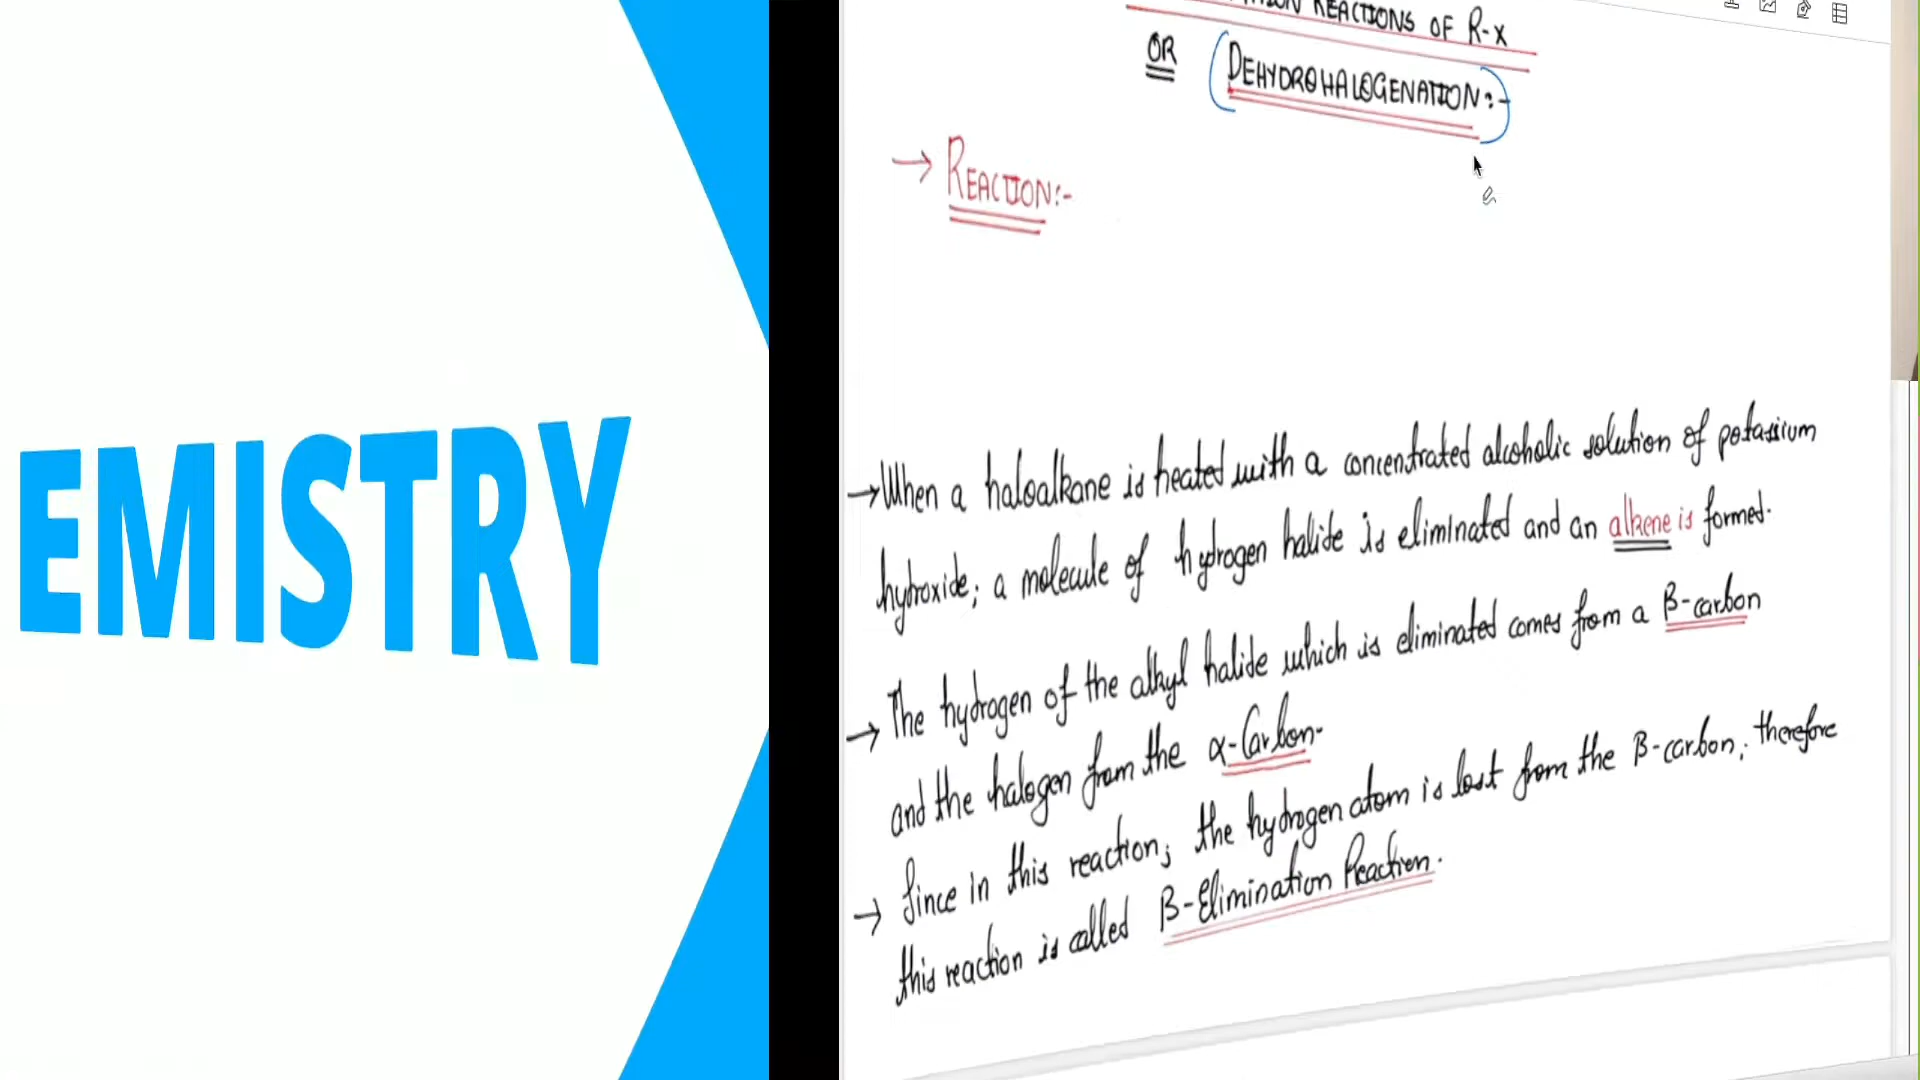 EMISTRY
REACTIONS OF R-X
OR (DEHYDROHALOGENATION:-)
→ REACTION:-
→ When a haloalkane is heated with a concentrated alcoholic solution of potassium
hydroxide; a molecule of hydrogen halide is eliminated and an alkene is formed.
→ The hydrogen of the alkyl halide which is eliminated comes from a β-carbon
and the halogen from the α-Carbon.
→ Since in this reaction; the hydrogen atom is lost from the β-carbon; therefore
this reaction is called β-Elimination Reaction.